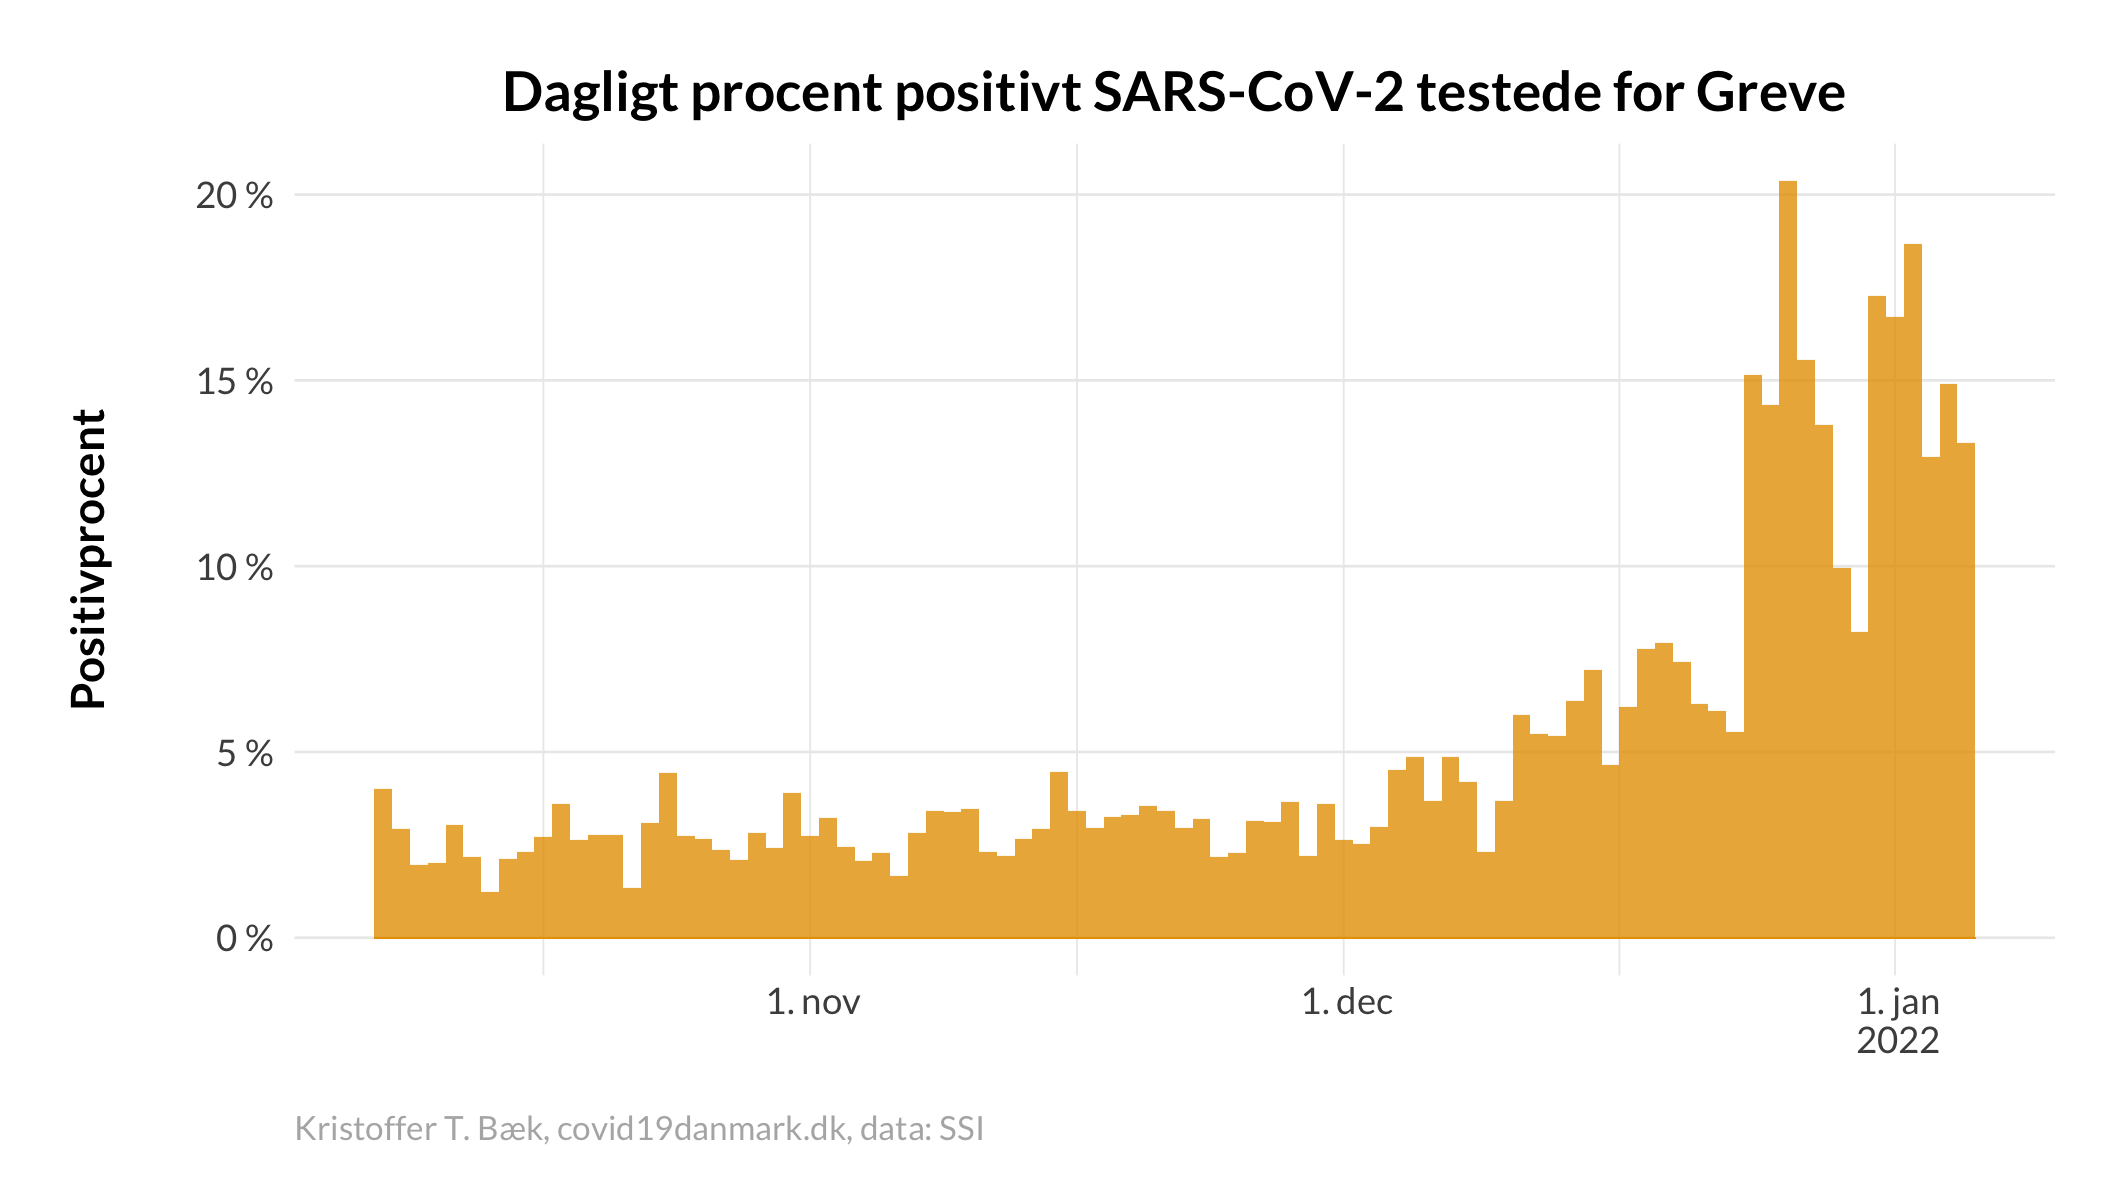 Dagligt procent positivt SARS-CoV-2 testede for Greve
Positivprocent
20 %
15 %
10 %
5 %
0 %
1. nov
1. dec
1. jan
2022
Kristoffer T. Bæk, covid19danmark.dk, data: SSI